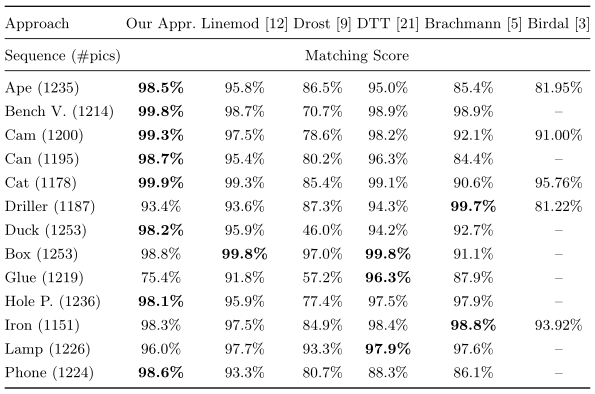 Approach Our Appr. Linemod [12] Drost [9] DTT [21] Brachmann [5] Birdal [3]
Sequence (#pics) Matching Score
Ape (1235) 98.5% 95.8% 86.5% 95.0% 85.4% 81.95%
Bench V. (1214) 99.8% 98.7% 70.7% 98.9% 98.9% –
Cam (1200) 99.3% 97.5% 78.6% 98.2% 92.1% 91.00%
Can (1195) 98.7% 95.4% 80.2% 96.3% 84.4% –
Cat (1178) 99.9% 99.3% 85.4% 99.1% 90.6% 95.76%
Driller (1187) 93.4% 93.6% 87.3% 94.3% 99.7% 81.22%
Duck (1253) 98.2% 95.9% 46.0% 94.2% 92.7% –
Box (1253) 98.8% 99.8% 97.0% 99.8% 91.1% –
Glue (1219) 75.4% 91.8% 57.2% 96.3% 87.9% –
Hole P. (1236) 98.1% 95.9% 77.4% 97.5% 97.9% –
Iron (1151) 98.3% 97.5% 84.9% 98.4% 98.8% 93.92%
Lamp (1226) 96.0% 97.7% 93.3% 97.9% 97.6% –
Phone (1224) 98.6% 93.3% 80.7% 88.3% 86.1% –